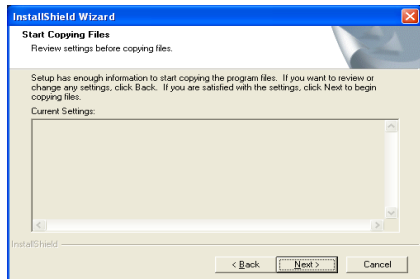 InstallShield Wizard
Start Copying Files
Review settings before copying files.
Setup has enough information to start copying the program files. If you want to review or
change any settings, click Back. If you are satisfied with the settings, click Next to begin
copying files.
Current Settings:
InstallShield
< Back Next > Cancel